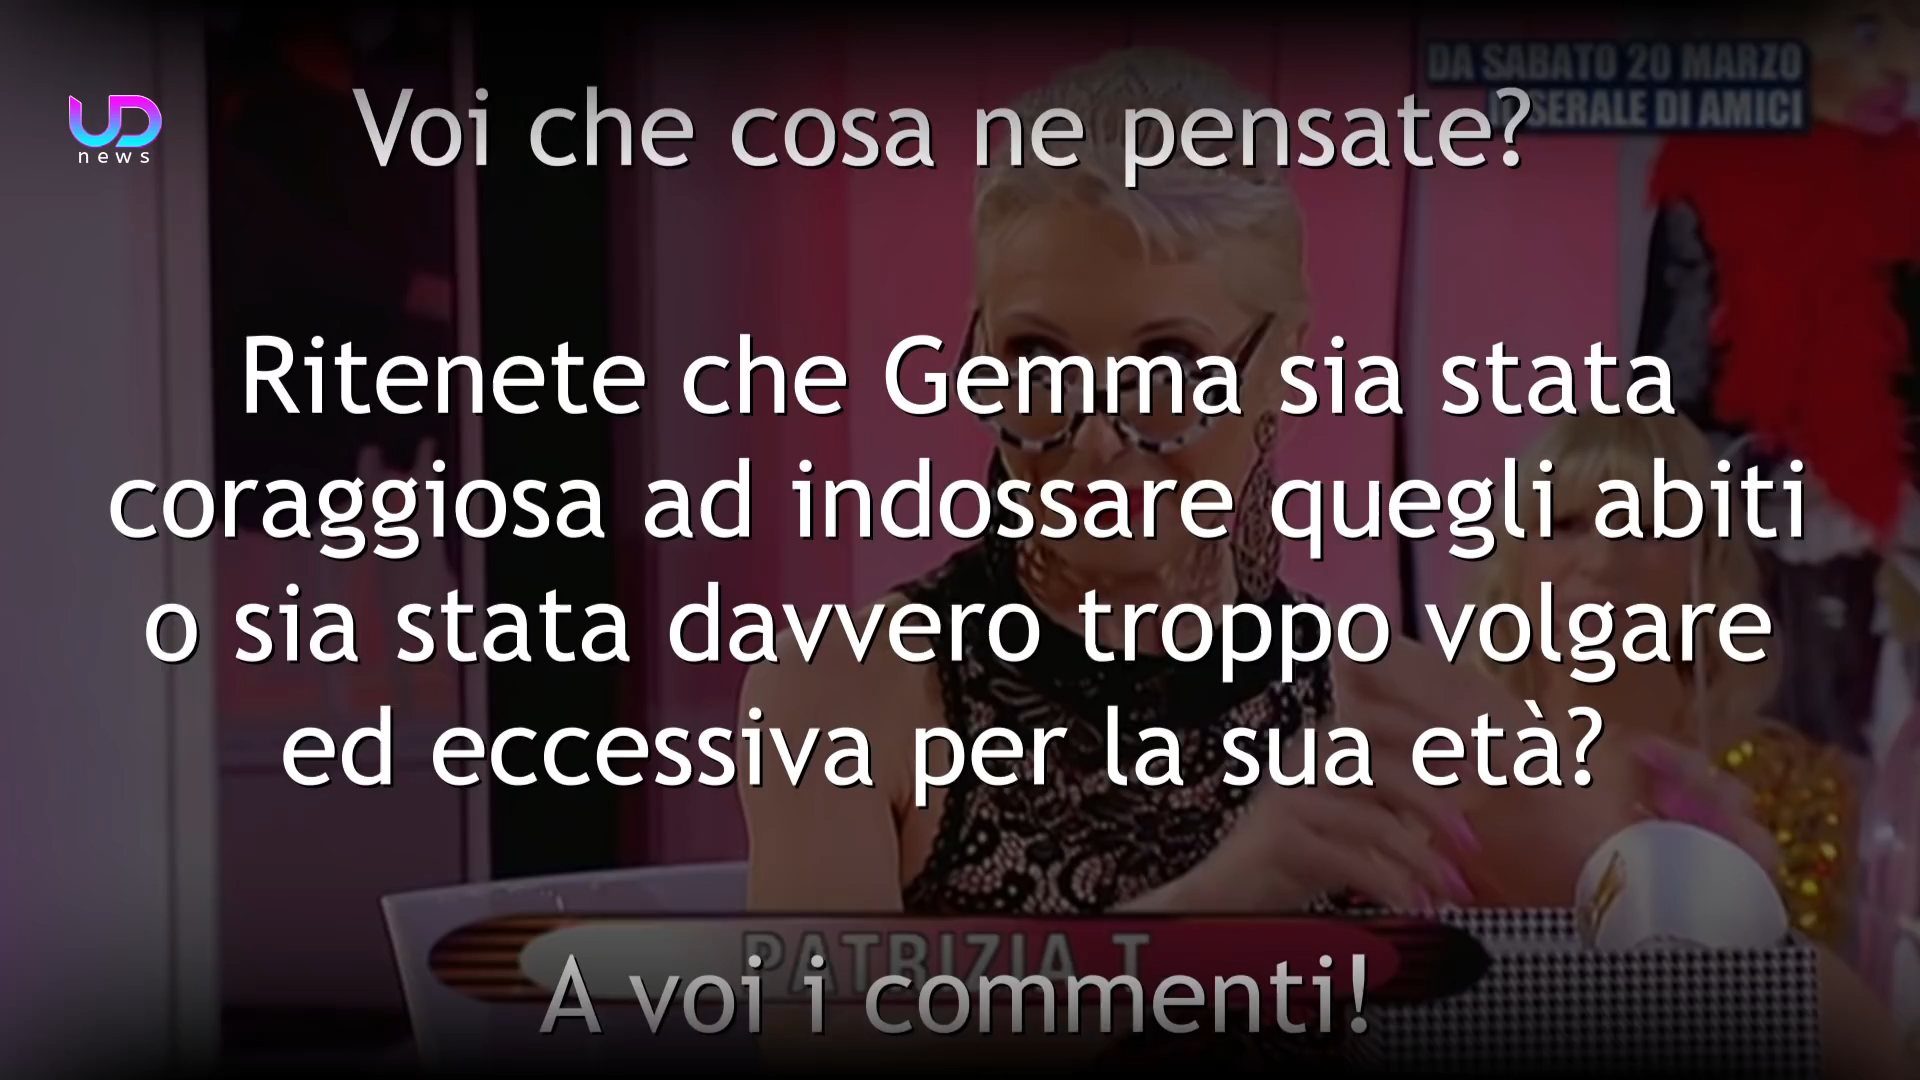 DA SABATO 20 MARZO
SERALE DI AMICI
UD
news
Voi che cosa ne pensate?
Ritenete che Gemma sia stata
coraggiosa ad indossare quegli abiti
o sia stata davvero troppo volgare
ed eccessiva per la sua età?
PATRIZIA T
A voi i commenti!